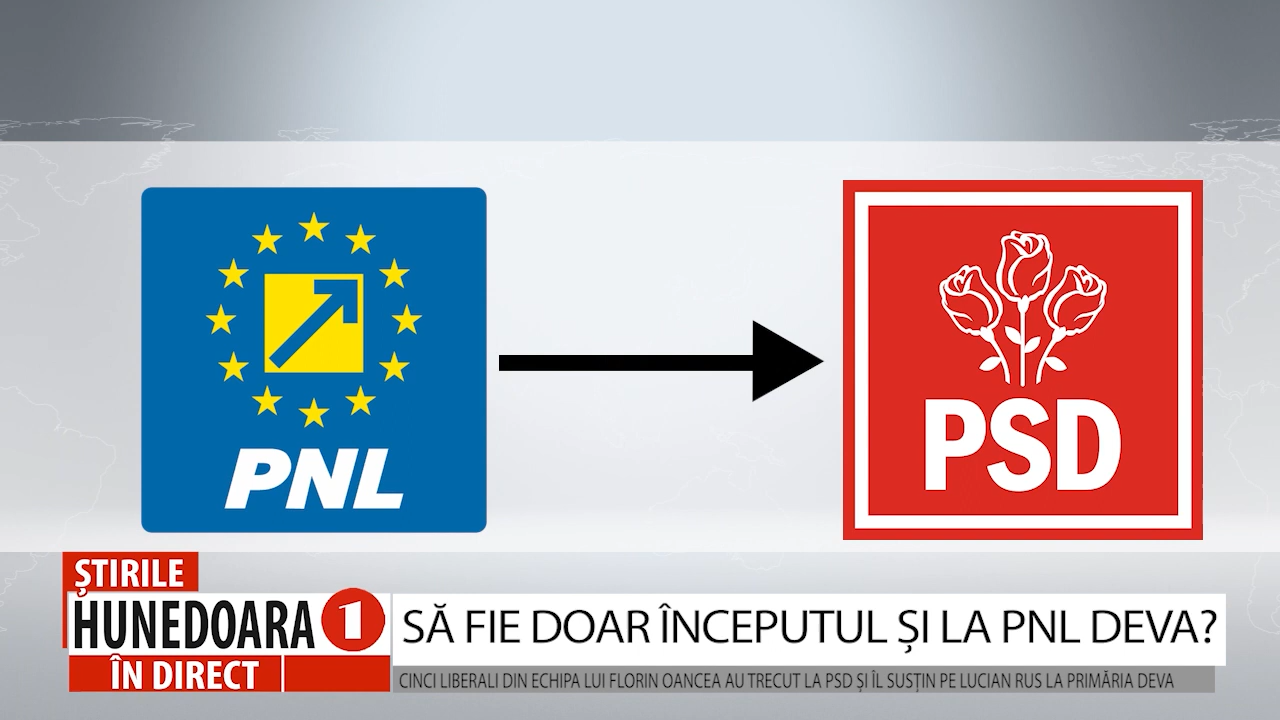 PNL
PSD
ȘTIRILE
HUNEDOARA 1
ÎN DIRECT
SĂ FIE DOAR ÎNCEPUTUL ȘI LA PNL DEVA?
CINCI LIBERALI DIN ECHIPA LUI FLORIN OANCEA AU TRECUT LA PSD ȘI ÎL SUSȚIN PE LUCIAN RUS LA PRIMĂRIA DEVA